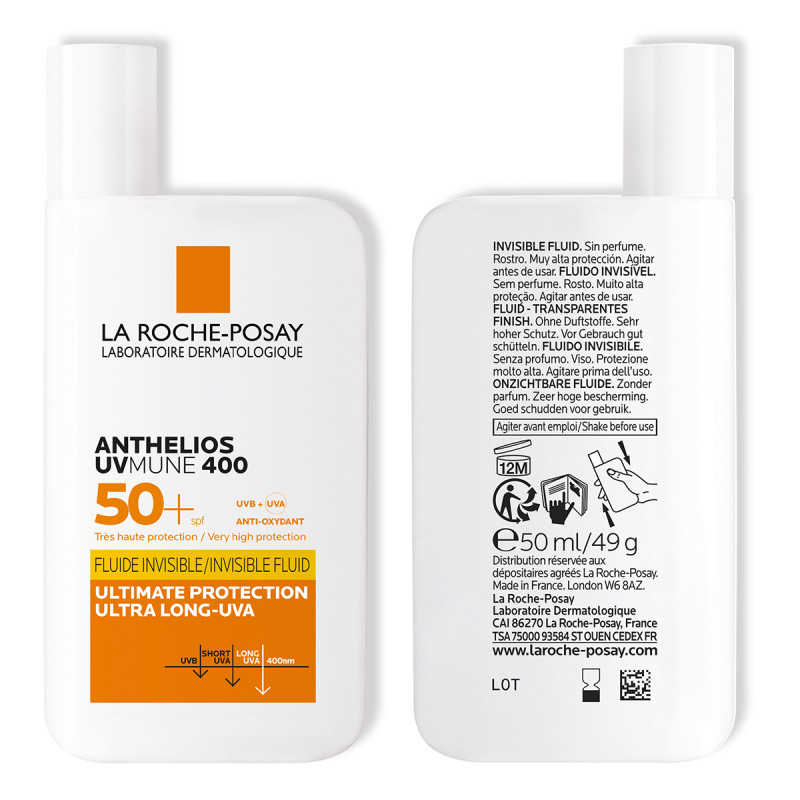 LA ROCHE-POSAY
LABORATOIRE DERMATOLOGIQUE
ANTHELIOS
UVMUNE 400
50+ spf
UVB + UVA
ANTI-OXYDANT
Très haute protection / Very high protection
FLUIDE INVISIBLE/INVISIBLE FLUID
ULTIMATE PROTECTION
ULTRA LONG-UVA
UVB
SHORT UVA
LONG UVA
400nm
INVISIBLE FLUID. Sin perfume.
Rostro. Muy alta protección. Agitar
antes de usar. FLUIDO INVISÍVEL.
Sem perfume. Rosto. Muito alta
proteção. Agitar antes de usar.
FLUID - TRANSPARENTES
FINISH. Ohne Duftstoffe. Sehr
hoher Schutz. Vor Gebrauch gut
schütteln. FLUIDO INVISIBILE.
Senza profumo. Viso. Protezione
molto alta. Agitare prima dell'uso.
ONZICHTBARE FLUIDE. Zonder
parfum. Zeer hoge bescherming.
Goed schudden voor gebruik.
Agiter avant emploi/Shake before use
12M
℮50 ml/49 g
Distribution réservée aux
dépositaires agréés La Roche-Posay.
Made in France. London W6 8AZ.
La Roche-Posay
Laboratoire Dermatologique
CAI 86270 La Roche-Posay, France
TSA 75000 93584 ST OUEN CEDEX FR
www.laroche-posay.com
LOT